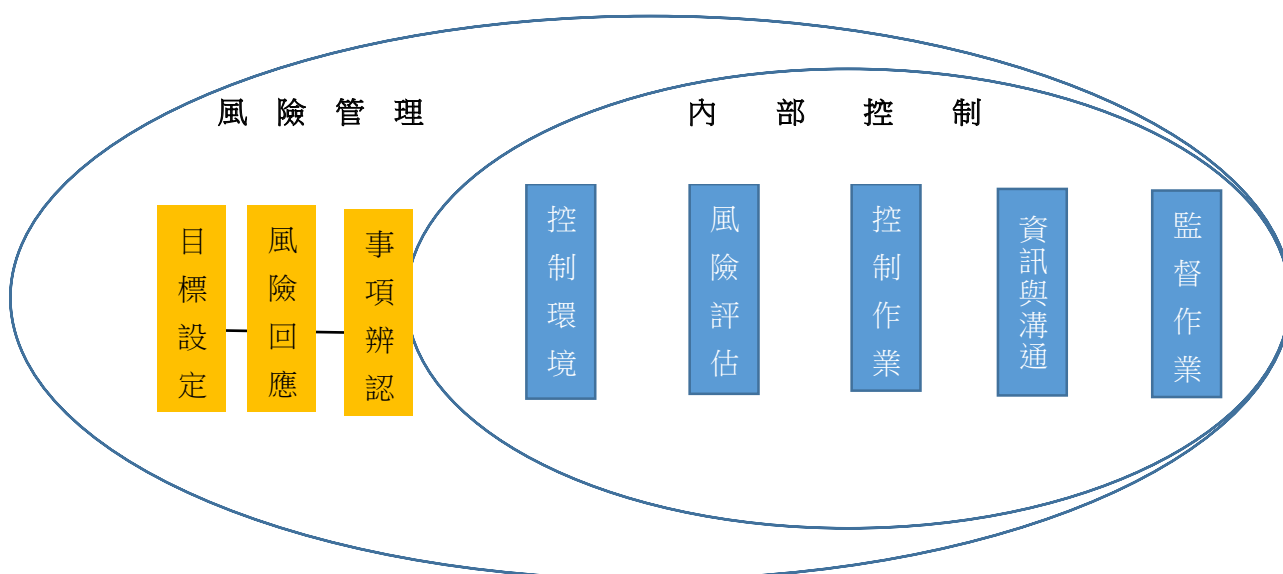 風險管理
內部控制
目標設定
風險回應
事項辨認
控制環境
風險評估
控制作業
資訊與溝通
監督作業